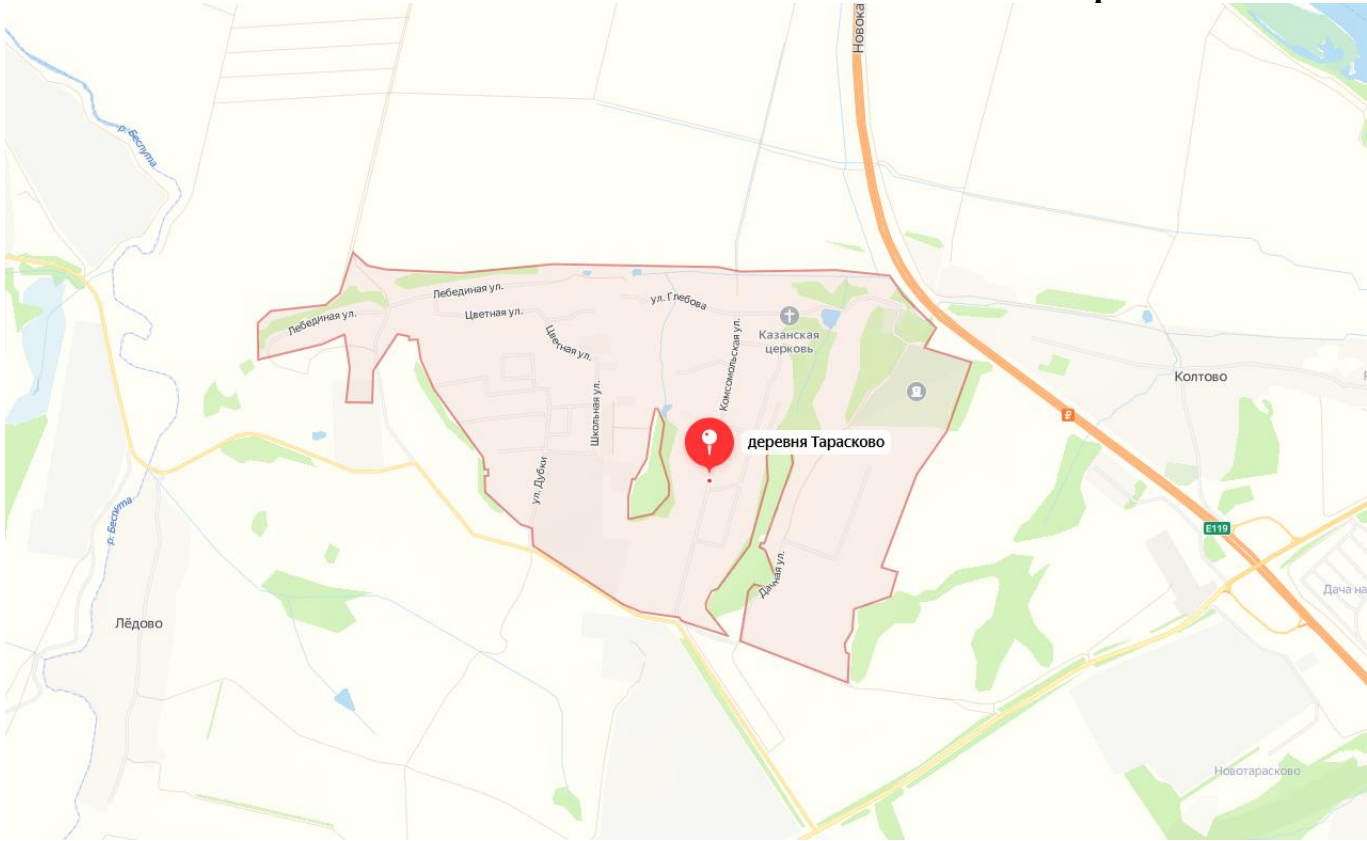 Новока
р. Беспута
Лебединая ул.
Лебединая ул.
Цветная ул.
Цветная ул.
ул. Глебова
Казанская
церковь
Комсомольская ул.
Школьная ул.
ул. Дубки
деревня Тарасково
Дачная ул.
Колтово
₽
E119
р. Беспута
Лёдово
Дача на
Новотарасково